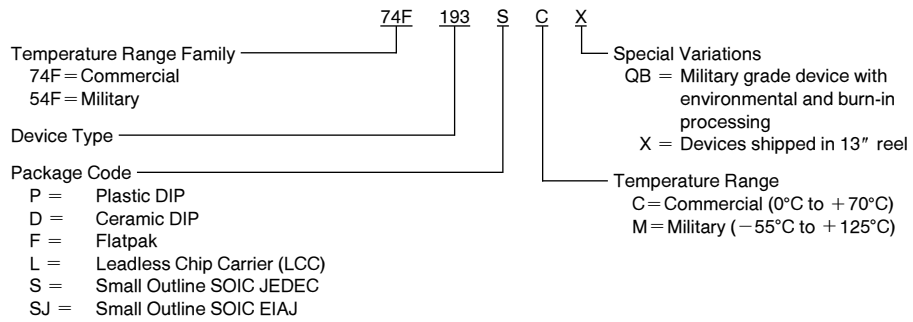 74F 193 S C X
Temperature Range Family
74F = Commercial
54F = Military
Device Type
Package Code
P = Plastic DIP
D = Ceramic DIP
F = Flatpak
L = Leadless Chip Carrier (LCC)
S = Small Outline SOIC JEDEC
SJ = Small Outline SOIC EIAJ
Special Variations
QB = Military grade device with
environmental and burn-in
processing
X = Devices shipped in 13″ reel
Temperature Range
C = Commercial (0°C to +70°C)
M = Military (−55°C to +125°C)